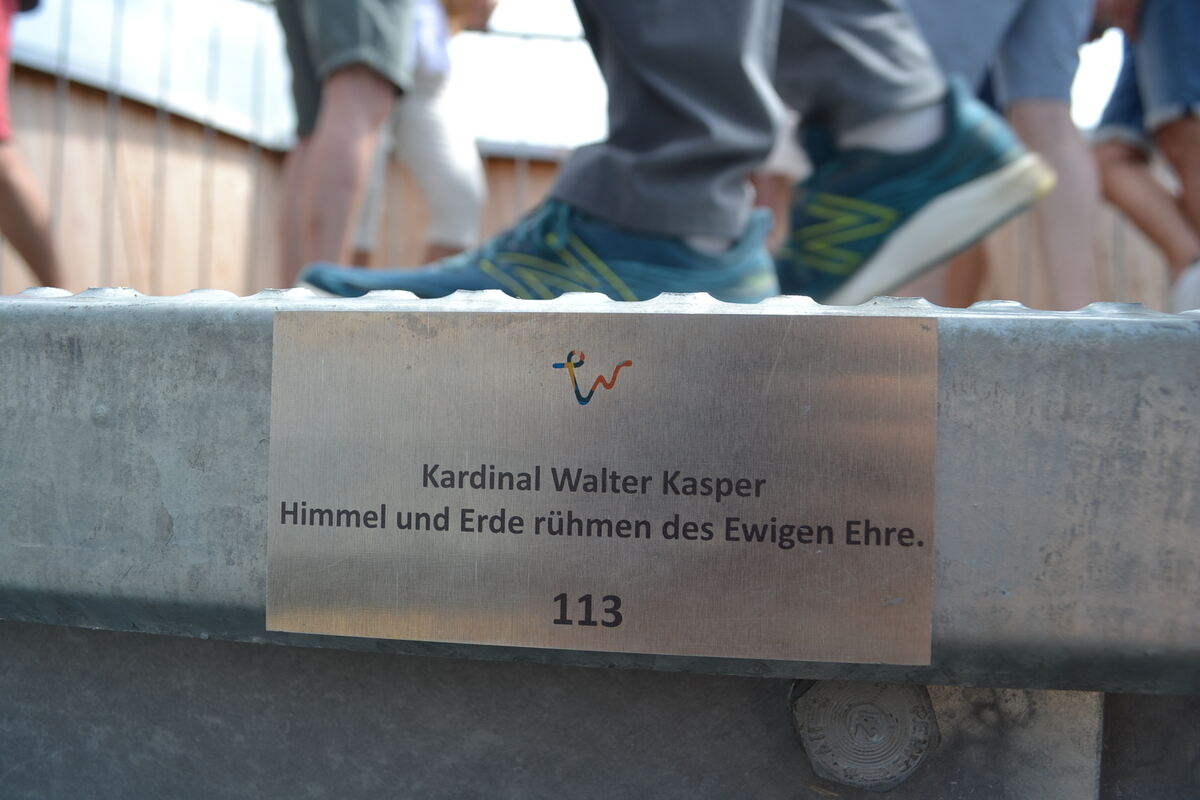 Kardinal Walter Kasper
Himmel und Erde rühmen des Ewigen Ehre.
113